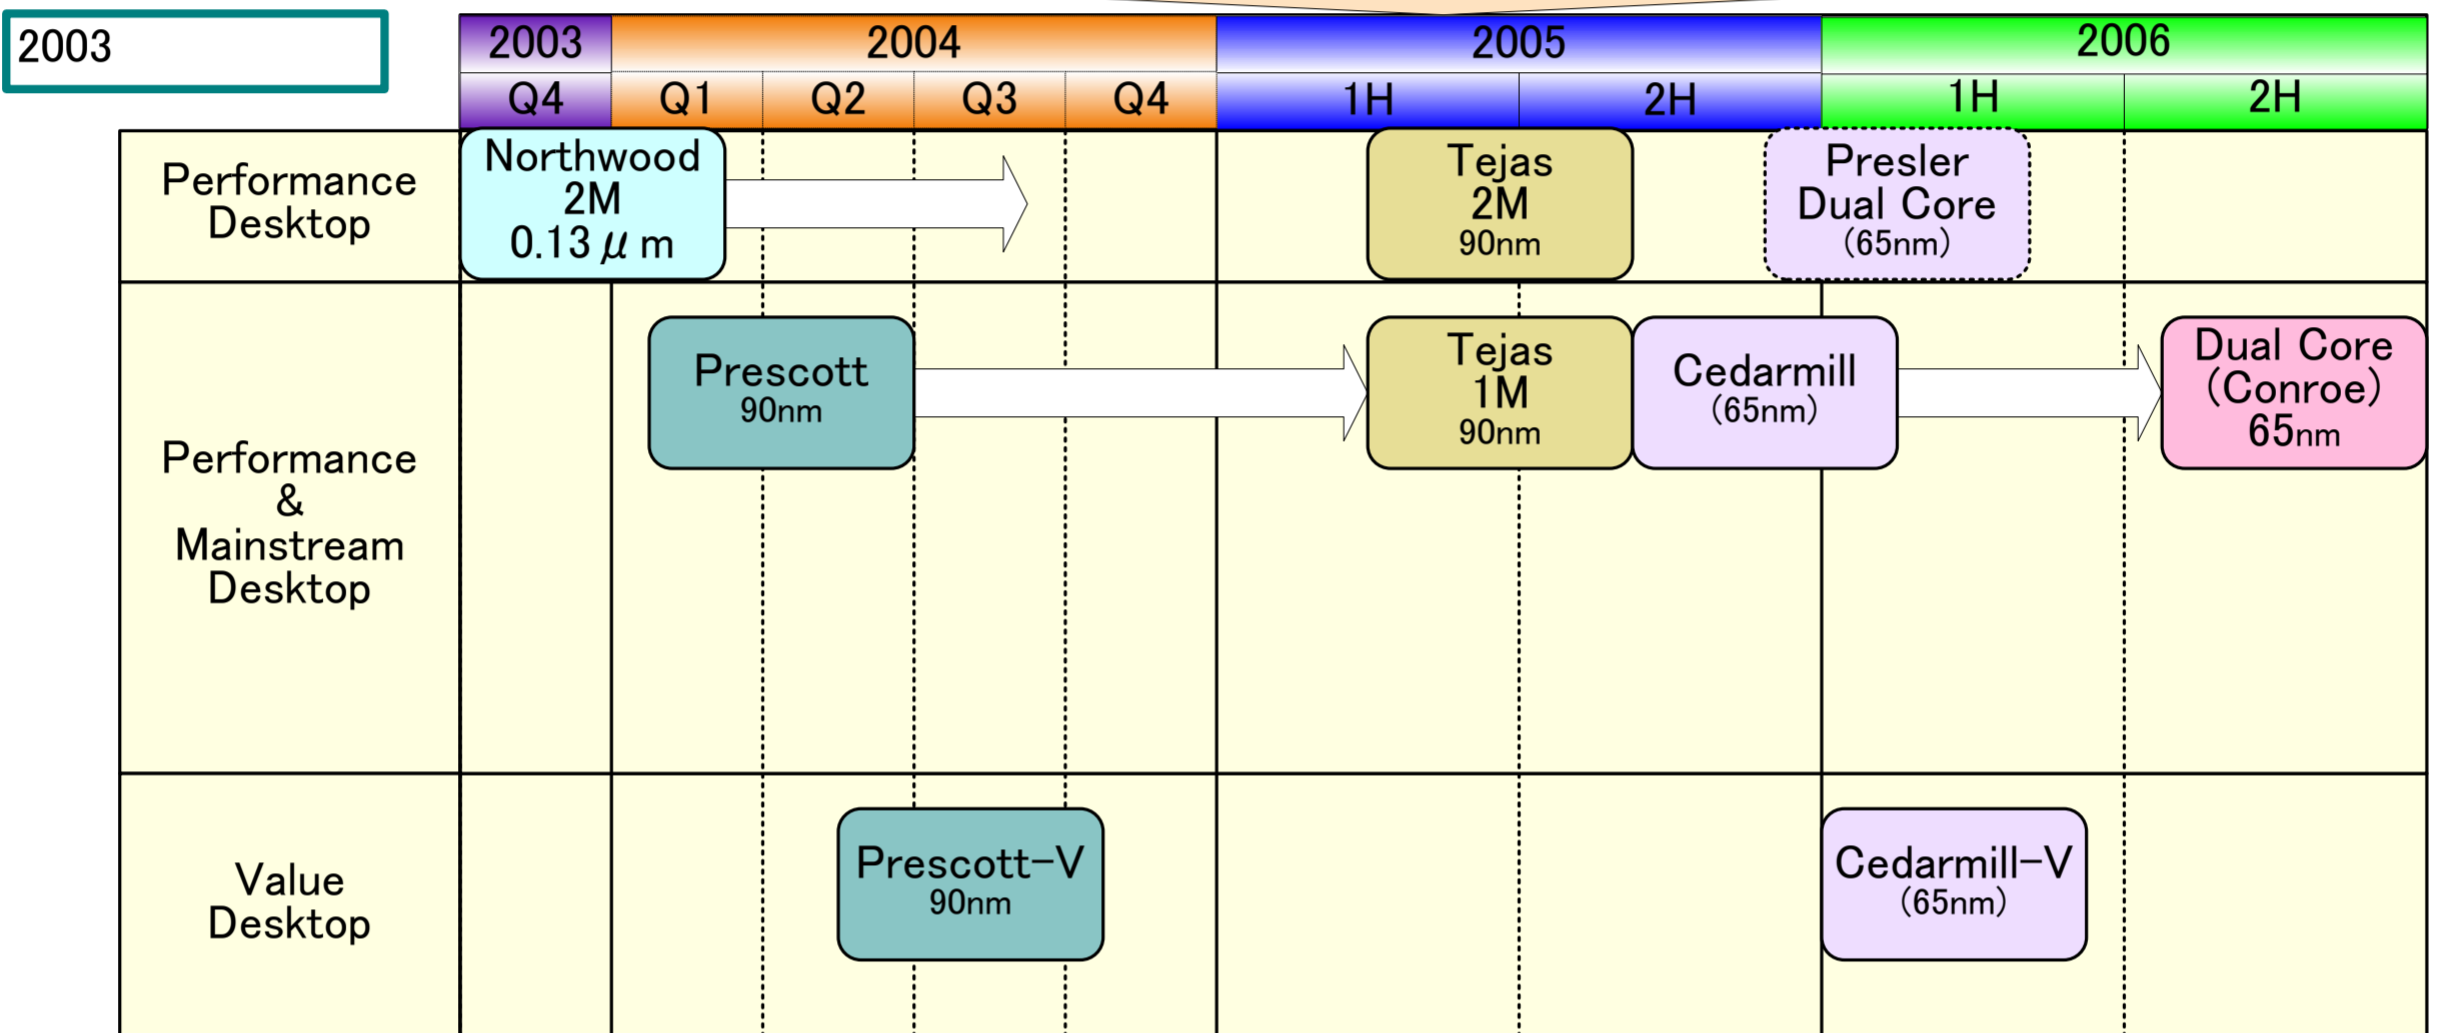 2003
2003
2004
2005
2006
Q4
Q1
Q2
Q3
Q4
1H
2H
1H
2H
Performance
Desktop
Northwood
2M
0.13μm
Tejas
2M
90nm
Presler
Dual Core
(65nm)
Performance
&
Mainstream
Desktop
Prescott
90nm
Tejas
1M
90nm
Cedarmill
(65nm)
Dual Core
(Conroe)
65nm
Value
Desktop
Prescott-V
90nm
Cedarmill-V
(65nm)